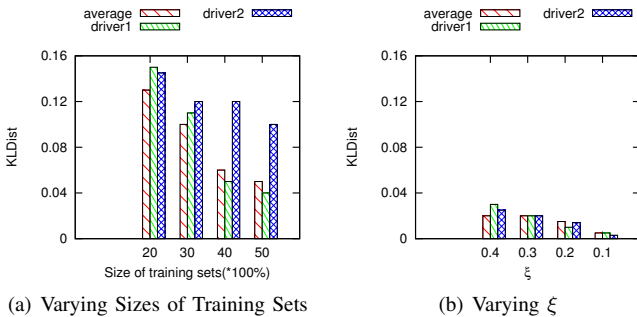 average
driver1
driver2
0.16
0.12
0.08
0.04
0
KLDist
20 30 40 50
Size of training sets(*100%)
(a) Varying Sizes of Training Sets
average
driver1
driver2
0.16
0.12
0.08
0.04
0
KLDist
0.4 0.3 0.2 0.1
ξ
(b) Varying ξ